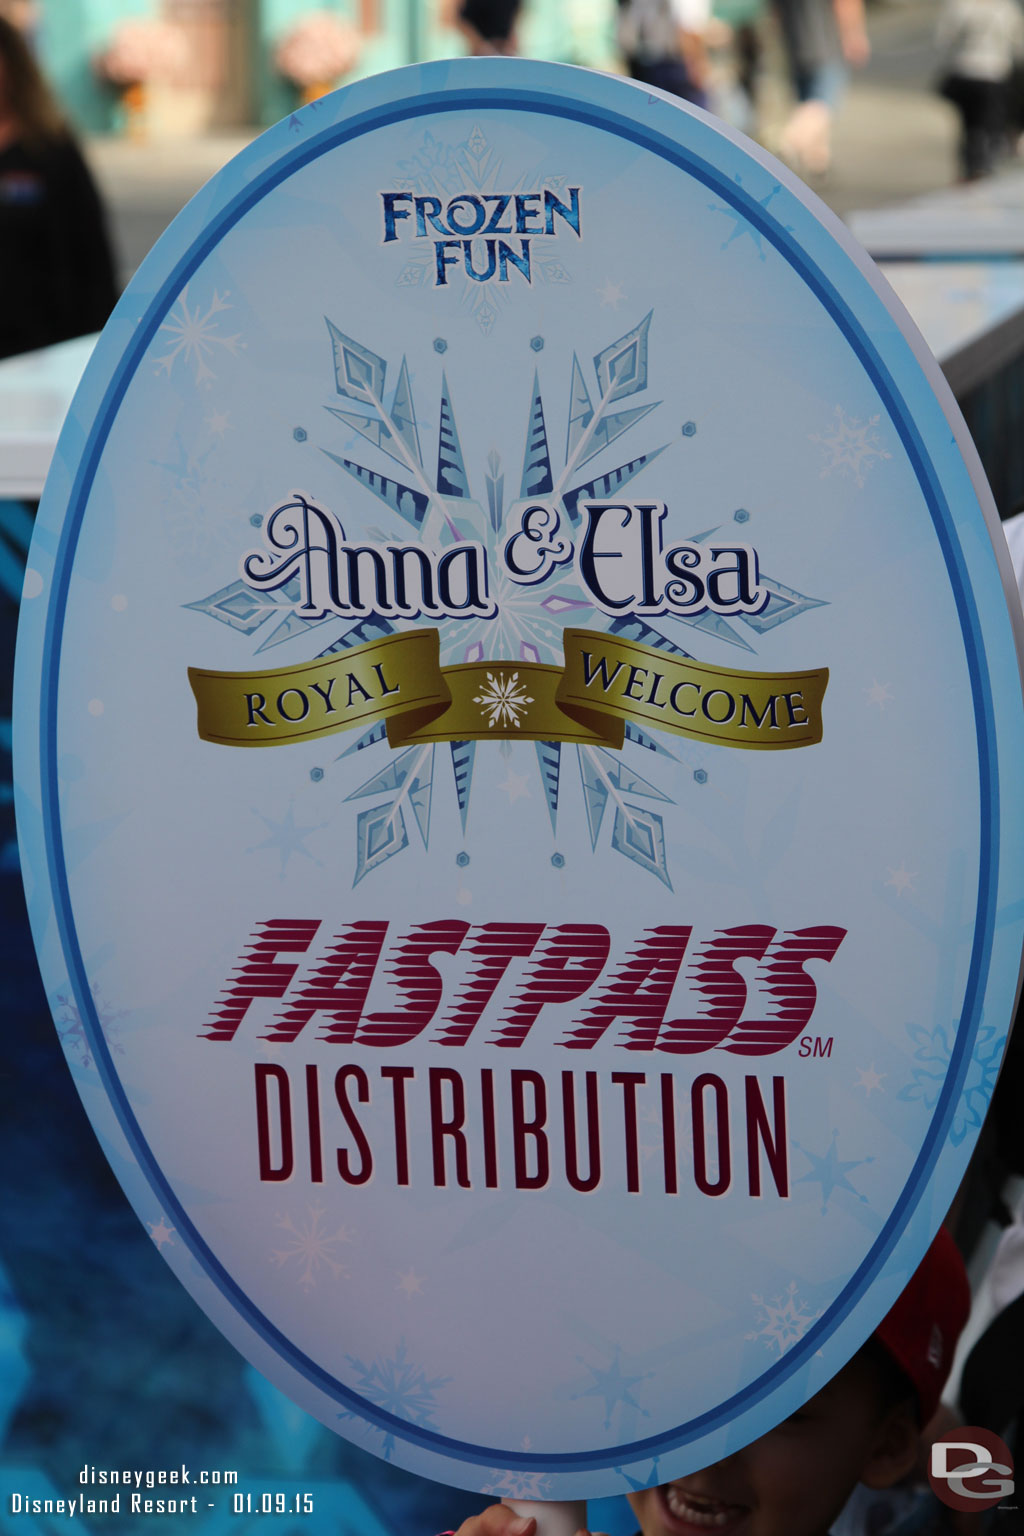 FROZEN
FUN
Anna & Elsa
ROYAL WELCOME
FASTPASS SM
DISTRIBUTION
disneygeek.com
Disneyland Resort - 01.09.15
DG